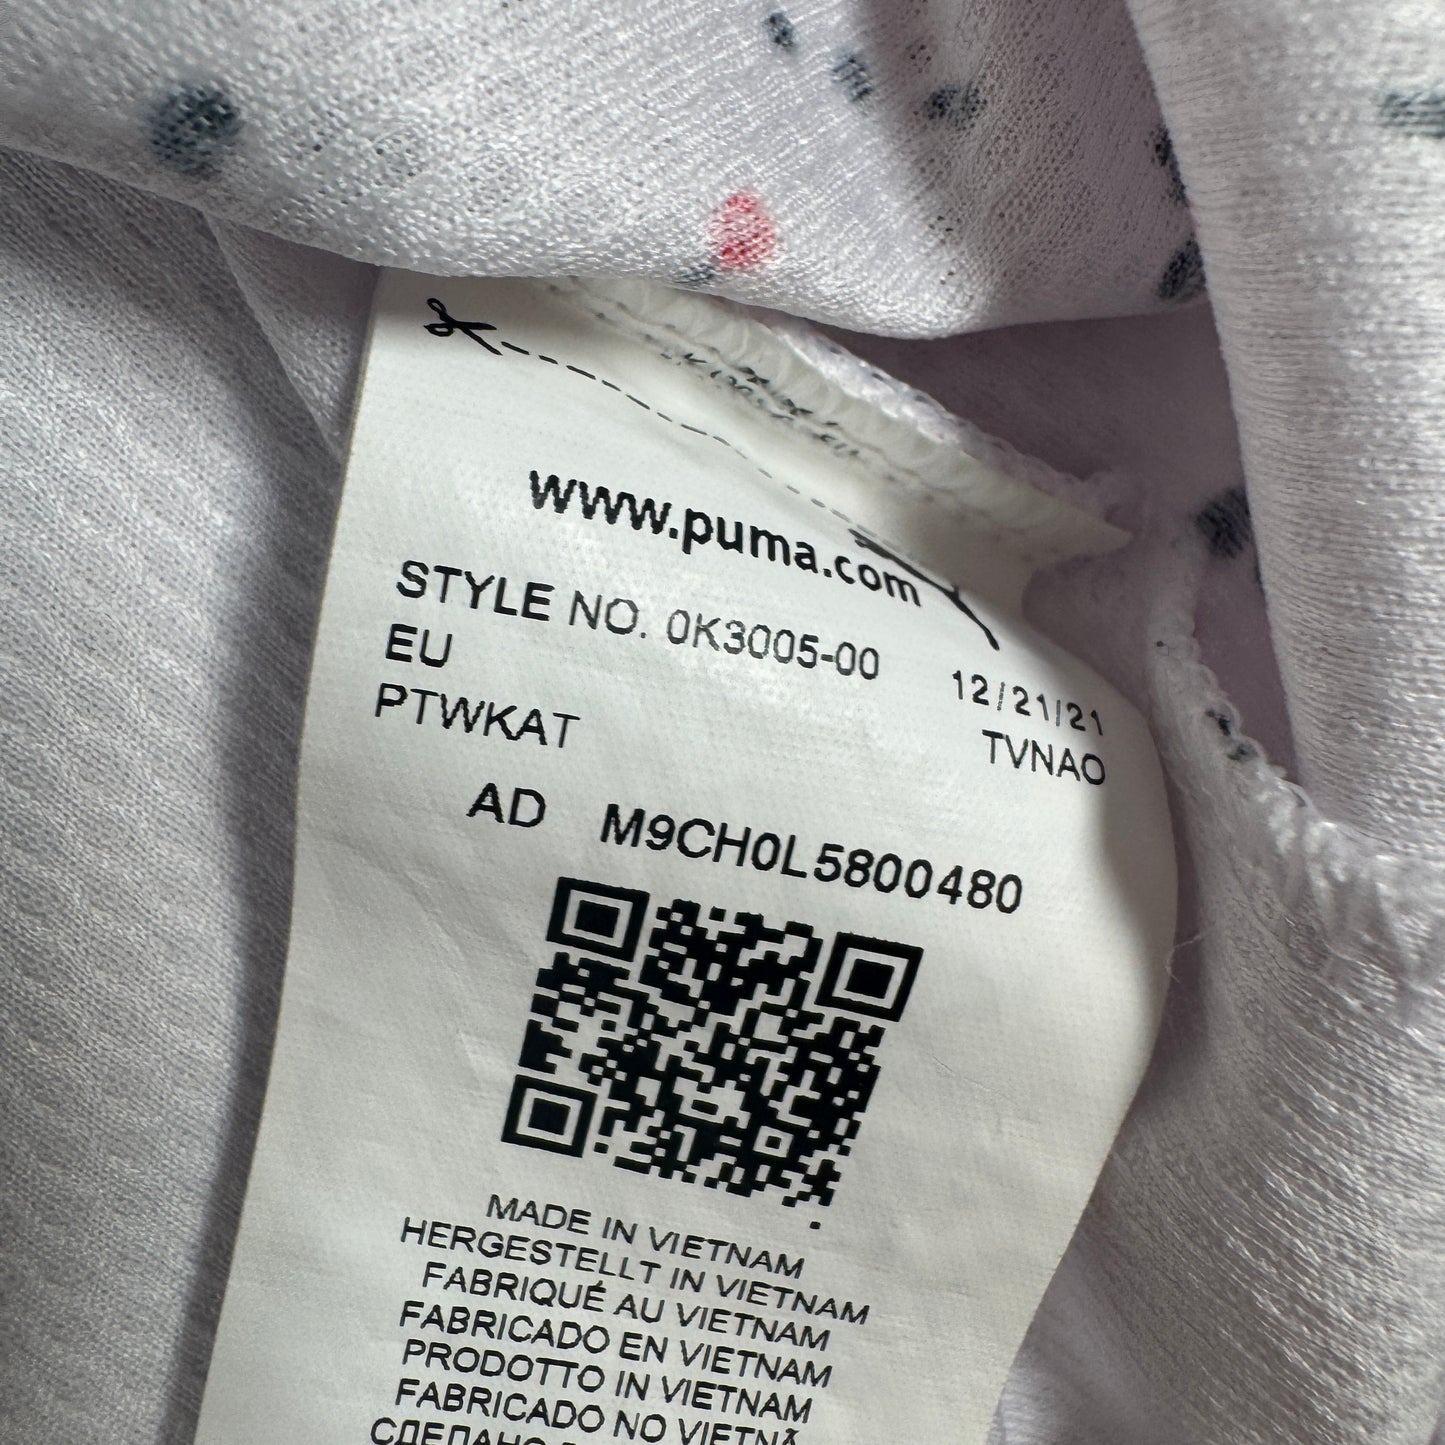 www.puma.com
STYLE NO. 0K3005-00 12/21/21
EU TVNAO
PTWKAT
AD M9CH0L5800480
MADE IN VIETNAM
HERGESTELLT IN VIETNAM
FABRIQUÉ AU VIETNAM
FABRICADO EN VIETNAM
PRODOTTO IN VIETNAM
FABRICADO NO VIETNÃ
СДЕЛАНО